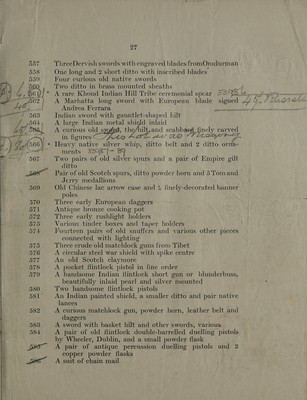 27
557 Three Dervish swords with engraved blades from Omdurman
558 One long and 2 short ditto with inscribed blades
559 Four curious old native swords
560 Two ditto in brass mounted sheaths
561 A rare Khond Indian Hill Tribe ceremonial spear
562 A Marhatta long sword with European blade signed
Andrea Ferrara
563 Indian sword with gauntlet-shaped hilt
564 A large Indian metal shield inlaid
565 A curious old sword, the hilt and scabbard finely carved
in figures
566 Heavy native silver whip, ditto belt and 2 ditto orna-
ments
567 Two pairs of old silver spurs and a pair of Empire gilt
ditto
568 Pair of old Scotch spurs, ditto powder horn and 3 Tom and
Jerry medallions
569 Old Chinese lac arrow case and 4 finely-decorated banner
poles
570 Three early European daggers
571 Antique bronze cooking pot
572 Three early rushlight holders
573 Various tinder boxes and taper holders
574 Fourteen pairs of old snuffers and various other pieces
connected with lighting
575 Three crude old matchlock guns from Tibet
576 A circular steel war shield with spike centre
577 An old Scotch claymore
578 A pocket flintlock pistol in fine order
579 A handsome Indian flintlock short gun or blunderbuss,
beautifully inlaid pearl and silver mounted
580 Two handsome flintlock pistols
581 An Indian painted shield, a smaller ditto and pair native
lances
582 A curious matchlock gun, powder born, leather belt and
daggers
583 A sword with basket hilt and other swords, various
584 A pair of old flintlock double-barrelled duelling pistols
by Wheeler, Dublin, and a small powder flask
585 A pair of antique percussion duelling pistols and 2
copper powder flasks
586 A suit of chain mail